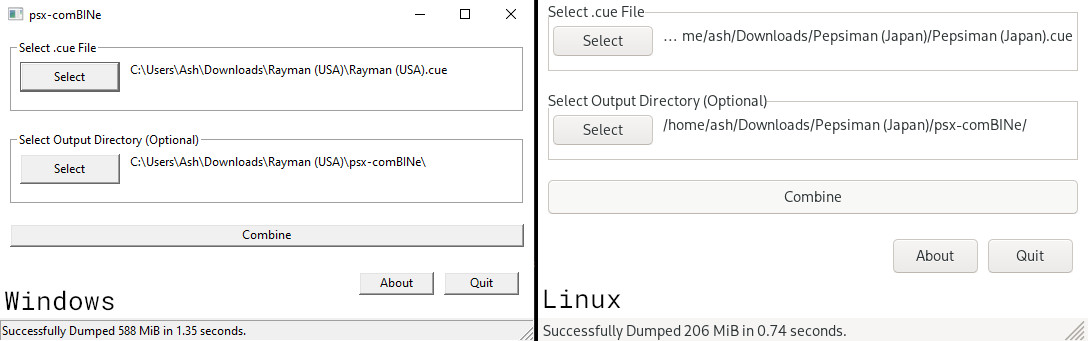 psx-comBINe
Select .cue File
Select
C:\Users\Ash\Downloads\Rayman (USA)\Rayman (USA).cue
Select Output Directory (Optional)
Select
C:\Users\Ash\Downloads\Rayman (USA)\psx-comBINe\
Combine
About
Quit
Windows
Successfully Dumped 588 MiB in 1.35 seconds.
Select .cue File
Select
... me/ash/Downloads/Pepsiman (Japan)/Pepsiman (Japan).cue
Select Output Directory (Optional)
Select
/home/ash/Downloads/Pepsiman (Japan)/psx-comBINe/
Combine
About
Quit
Linux
Successfully Dumped 206 MiB in 0.74 seconds.